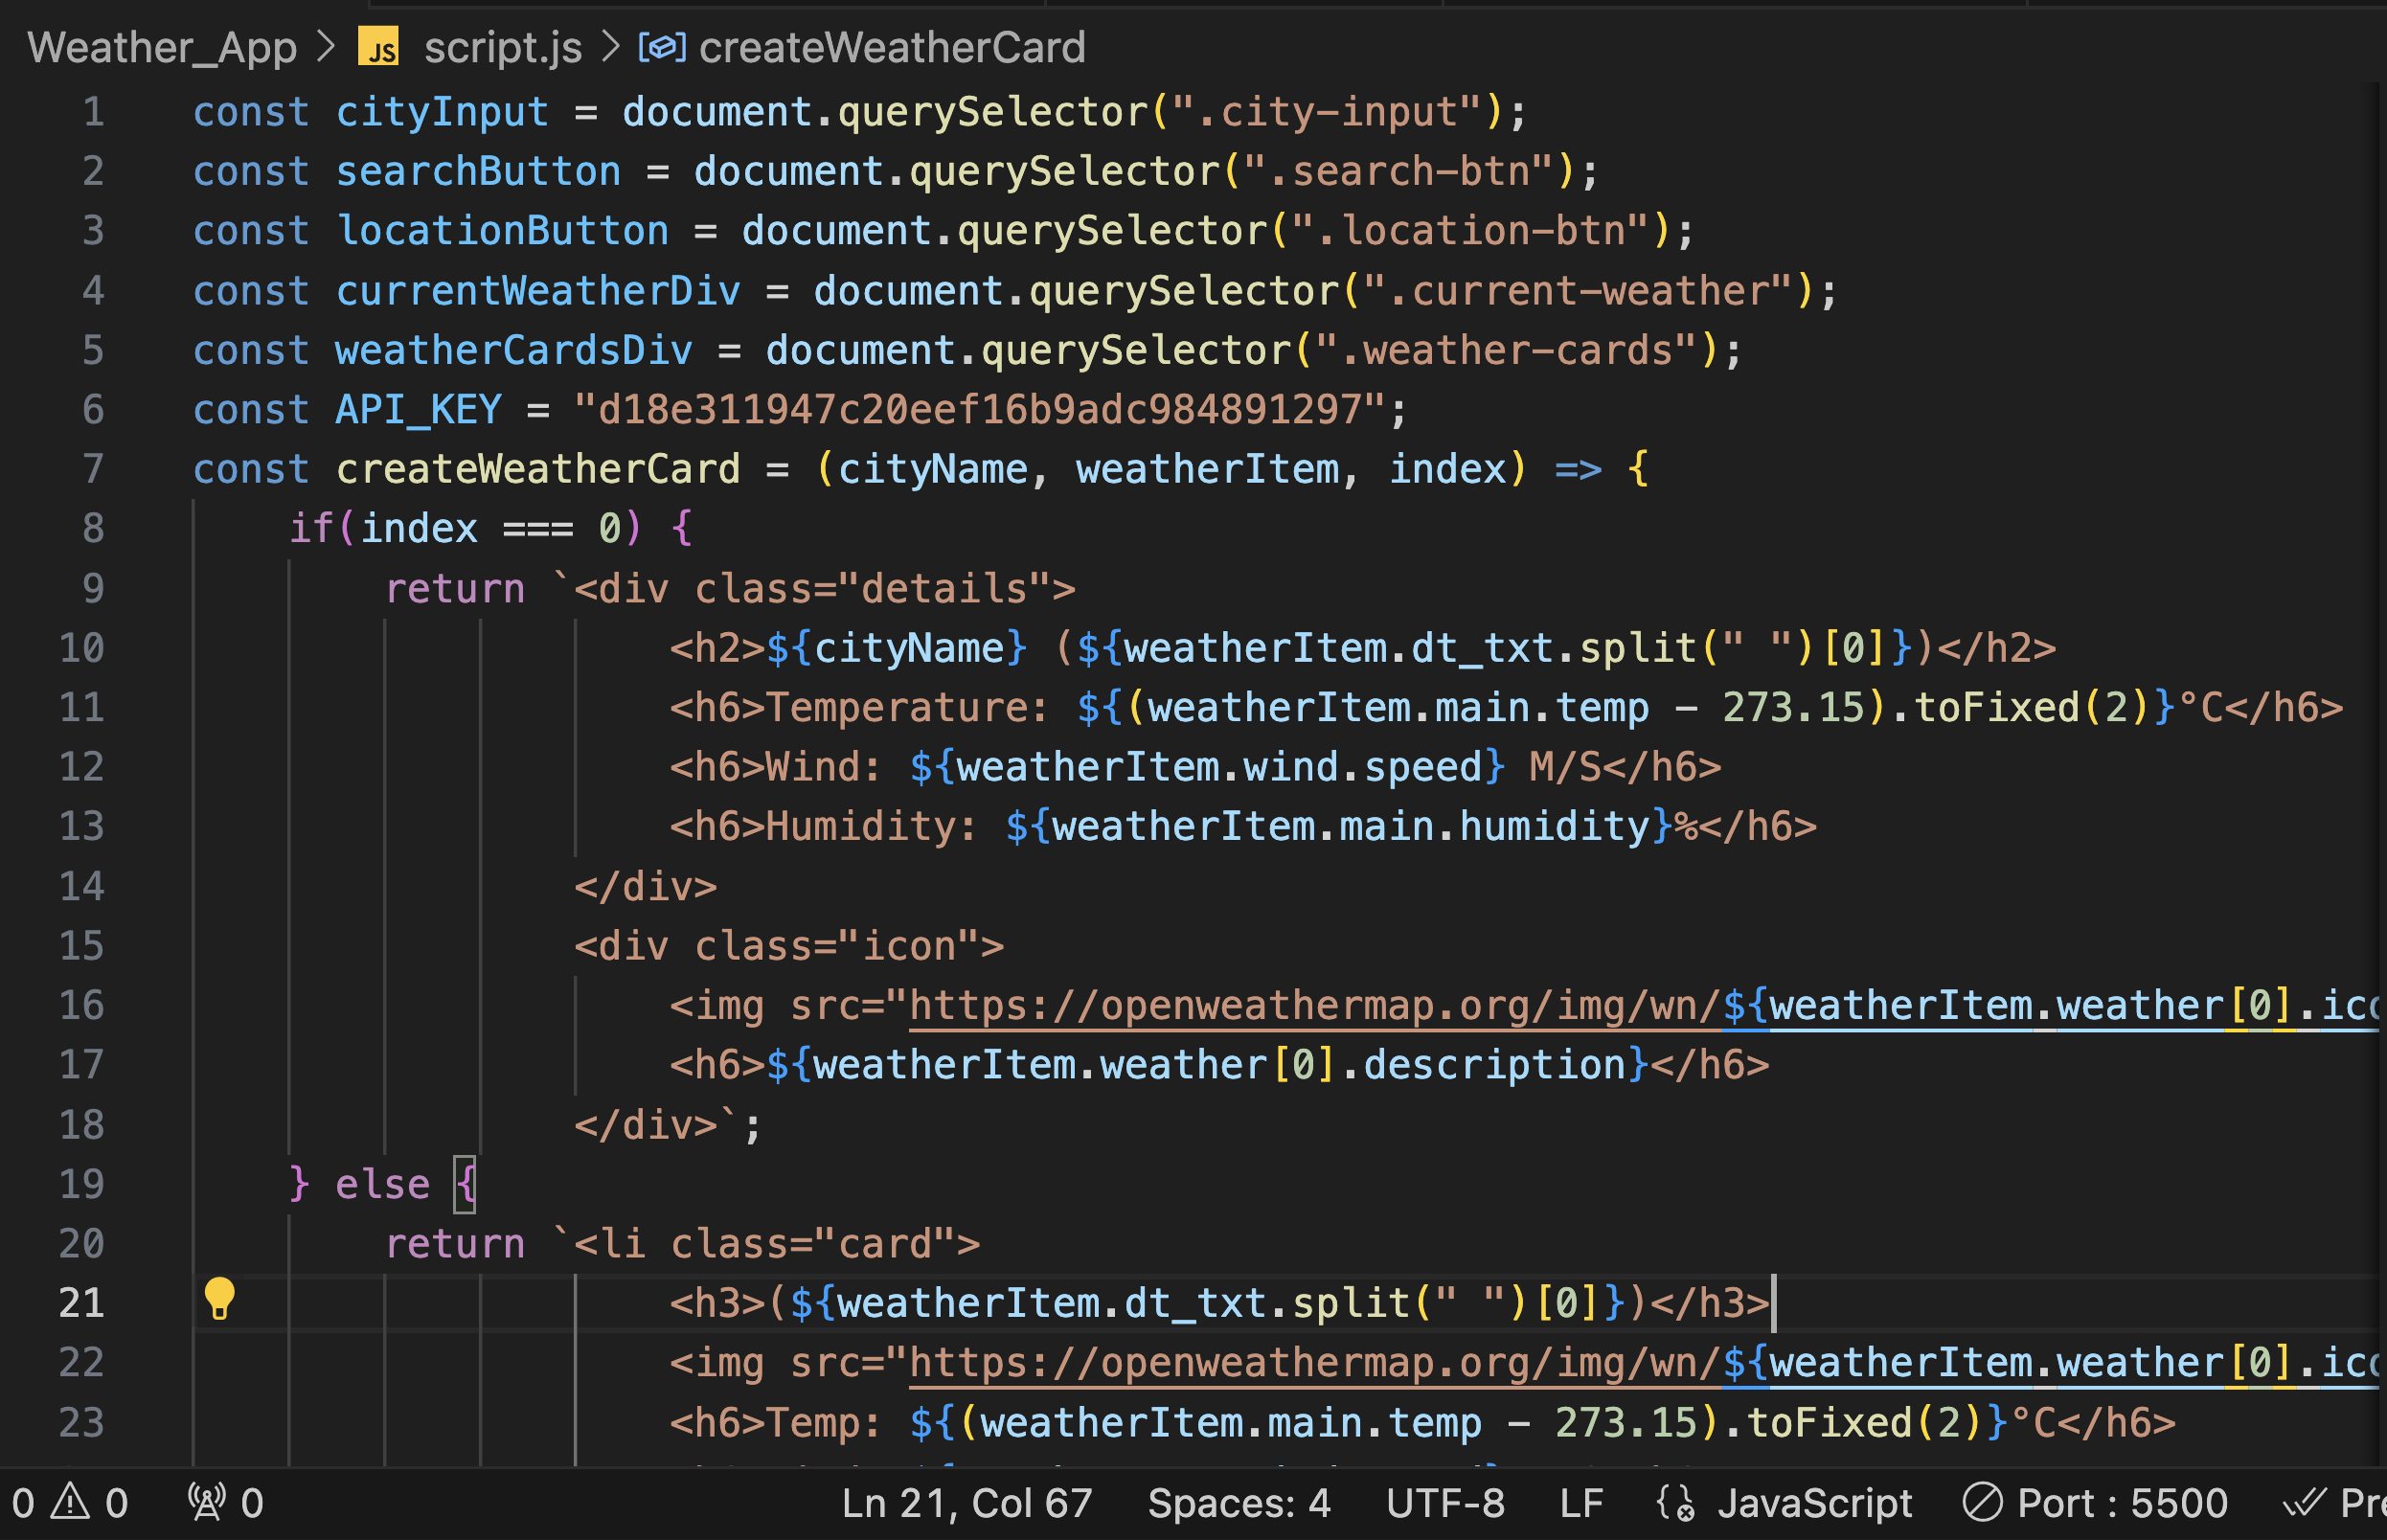 Weather_App > JS script.js > createWeatherCard
1 const cityInput = document.querySelector(".city-input");
2 const searchButton = document.querySelector(".search-btn");
3 const locationButton = document.querySelector(".location-btn");
4 const currentWeatherDiv = document.querySelector(".current-weather");
5 const weatherCardsDiv = document.querySelector(".weather-cards");
6 const API_KEY = "d18e311947c20eef16b9adc984891297";
7 const createWeatherCard = (cityName, weatherItem, index) => {
8     if(index === 0) {
9         return `<div class="details">
10                     <h2>${cityName} (${weatherItem.dt_txt.split(" ")[0]})</h2>
11                     <h6>Temperature: ${(weatherItem.main.temp - 273.15).toFixed(2)}°C</h6>
12                     <h6>Wind: ${weatherItem.wind.speed} M/S</h6>
13                     <h6>Humidity: ${weatherItem.main.humidity}%</h6>
14                 </div>
15                 <div class="icon">
16                     <img src="https://openweathermap.org/img/wn/${weatherItem.weather[0].ico
17                     <h6>${weatherItem.weather[0].description}</h6>
18                 </div>`;
19     } else {
20         return `<li class="card">
21                     <h3>(${weatherItem.dt_txt.split(" ")[0]})</h3>
22                     <img src="https://openweathermap.org/img/wn/${weatherItem.weather[0].ico
23                     <h6>Temp: ${(weatherItem.main.temp - 273.15).toFixed(2)}°C</h6>
0 0 0 Ln 21, Col 67 Spaces: 4 UTF-8 LF JavaScript Port : 5500 Pre